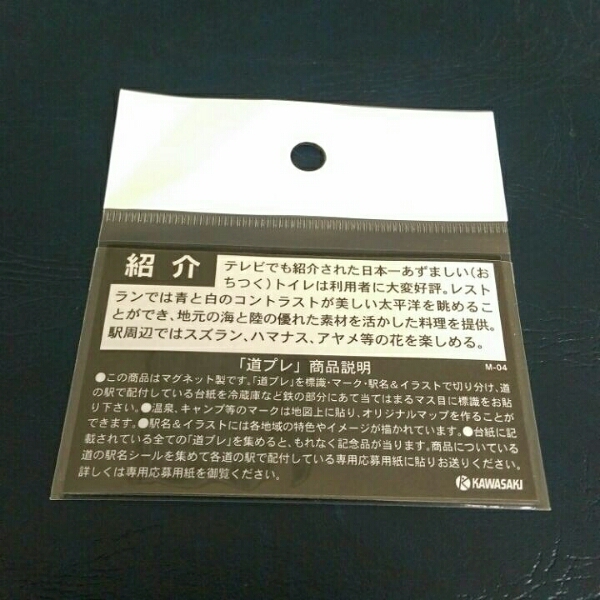 紹介
テレビでも紹介された日本一あずましい(お
ちつく)トイレは利用者に大変好評。レスト
ランでは青と白のコントラストが美しい太平洋を眺めるこ
とができ、地元の海と陸の優れた素材を活かした料理を提供。
駅周辺ではスズラン、ハマナス、アヤメ等の花を楽しめる。
「道プレ」商品説明
M-04
●この商品はマグネット製です。「道プレ」を標識・マーク・駅名&イラストで切り分け、道
の駅で配付している台紙を冷蔵庫など鉄の部分にあて当てはまるマス目に標識をお貼
り下さい。●温泉、キャンプ等のマークは地図上に貼り、オリジナルマップを作ることが
できます。●駅名&イラストには各地域の特色やイメージが描かれています。●台紙に記
載されている全ての「道プレ」を集めると、もれなく記念品が当ります。商品についている
道の駅名シールを集めて各道の駅で配付している専用応募用紙に貼りお送りください。
詳しくは専用応募用紙を御覧ください。
KAWASAKI